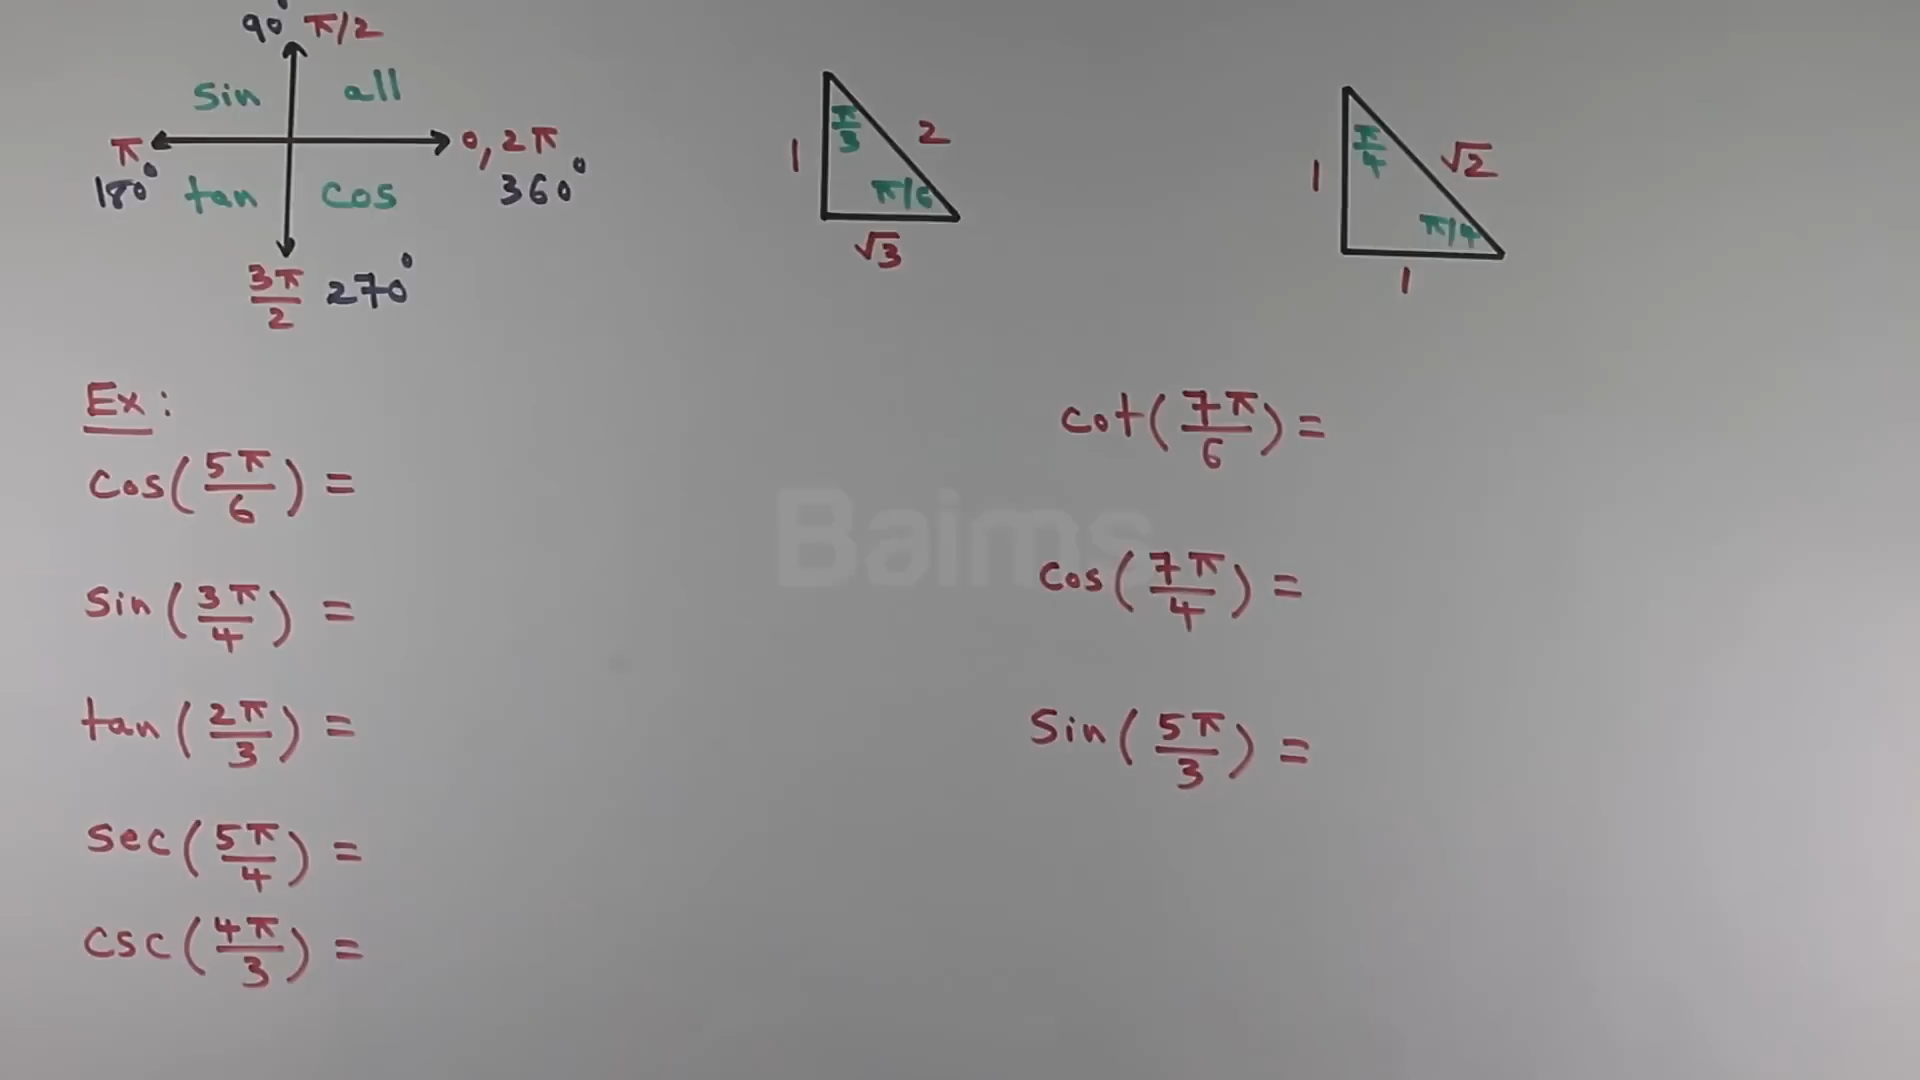 90° π/2
sin all
π 0, 2π
180° 360°
tan cos
3π/2 270°
π/3
1 2
π/6
√3
π/4
1 √2
π/4
1
Ex:
cos(5π/6) =
sin(3π/4) =
tan(2π/3) =
sec(5π/4) =
csc(4π/3) =
cot(7π/6) =
cos(7π/4) =
sin(5π/3) =
Baims